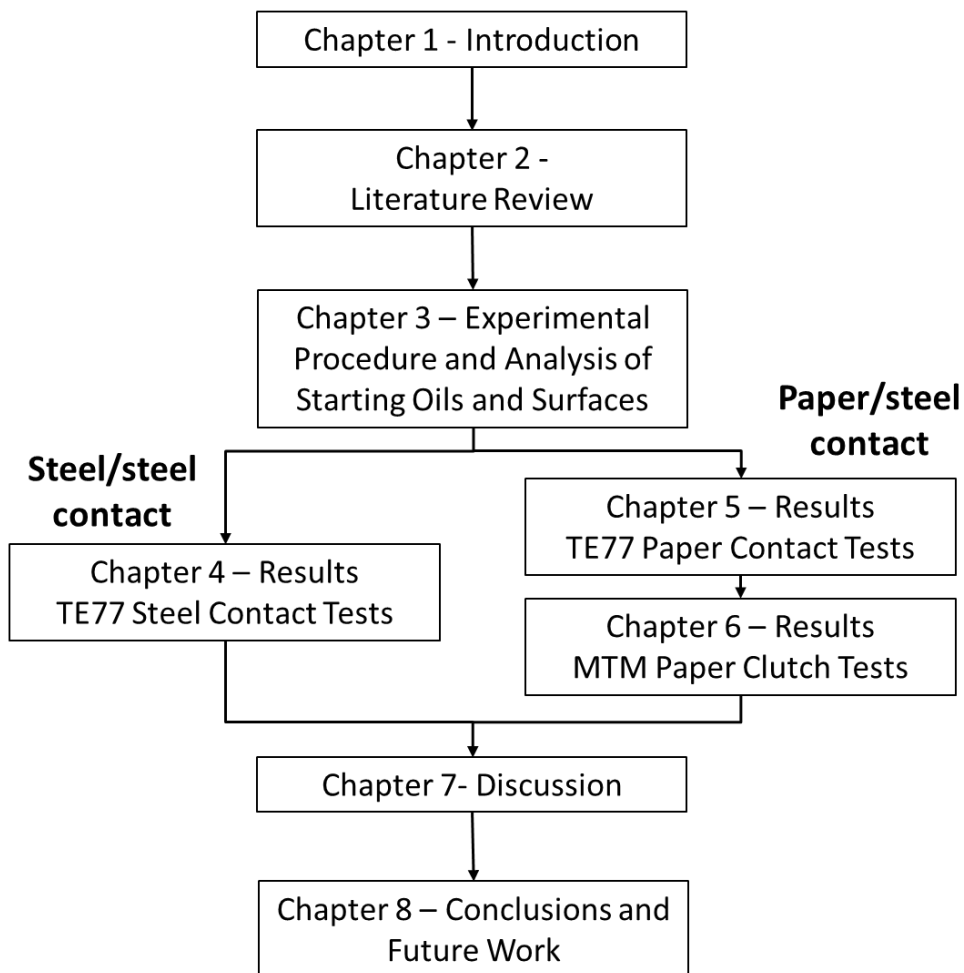 Chapter 1 - Introduction
Chapter 2 -
Literature Review
Chapter 3 – Experimental
Procedure and Analysis of
Starting Oils and Surfaces
Steel/steel
contact
Chapter 4 – Results
TE77 Steel Contact Tests
Paper/steel
contact
Chapter 5 – Results
TE77 Paper Contact Tests
Chapter 6 – Results
MTM Paper Clutch Tests
Chapter 7- Discussion
Chapter 8 – Conclusions and
Future Work